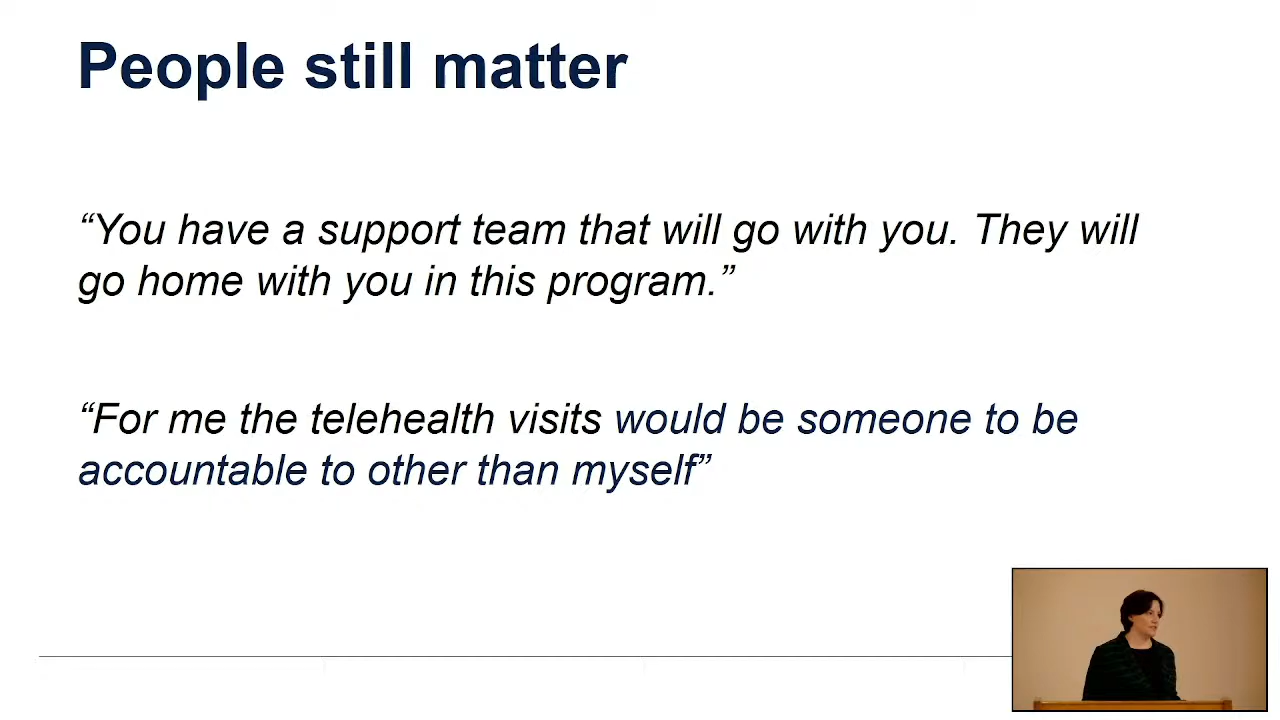 People still matter
“You have a support team that will go with you. They will
go home with you in this program.”
“For me the telehealth visits would be someone to be
accountable to other than myself”